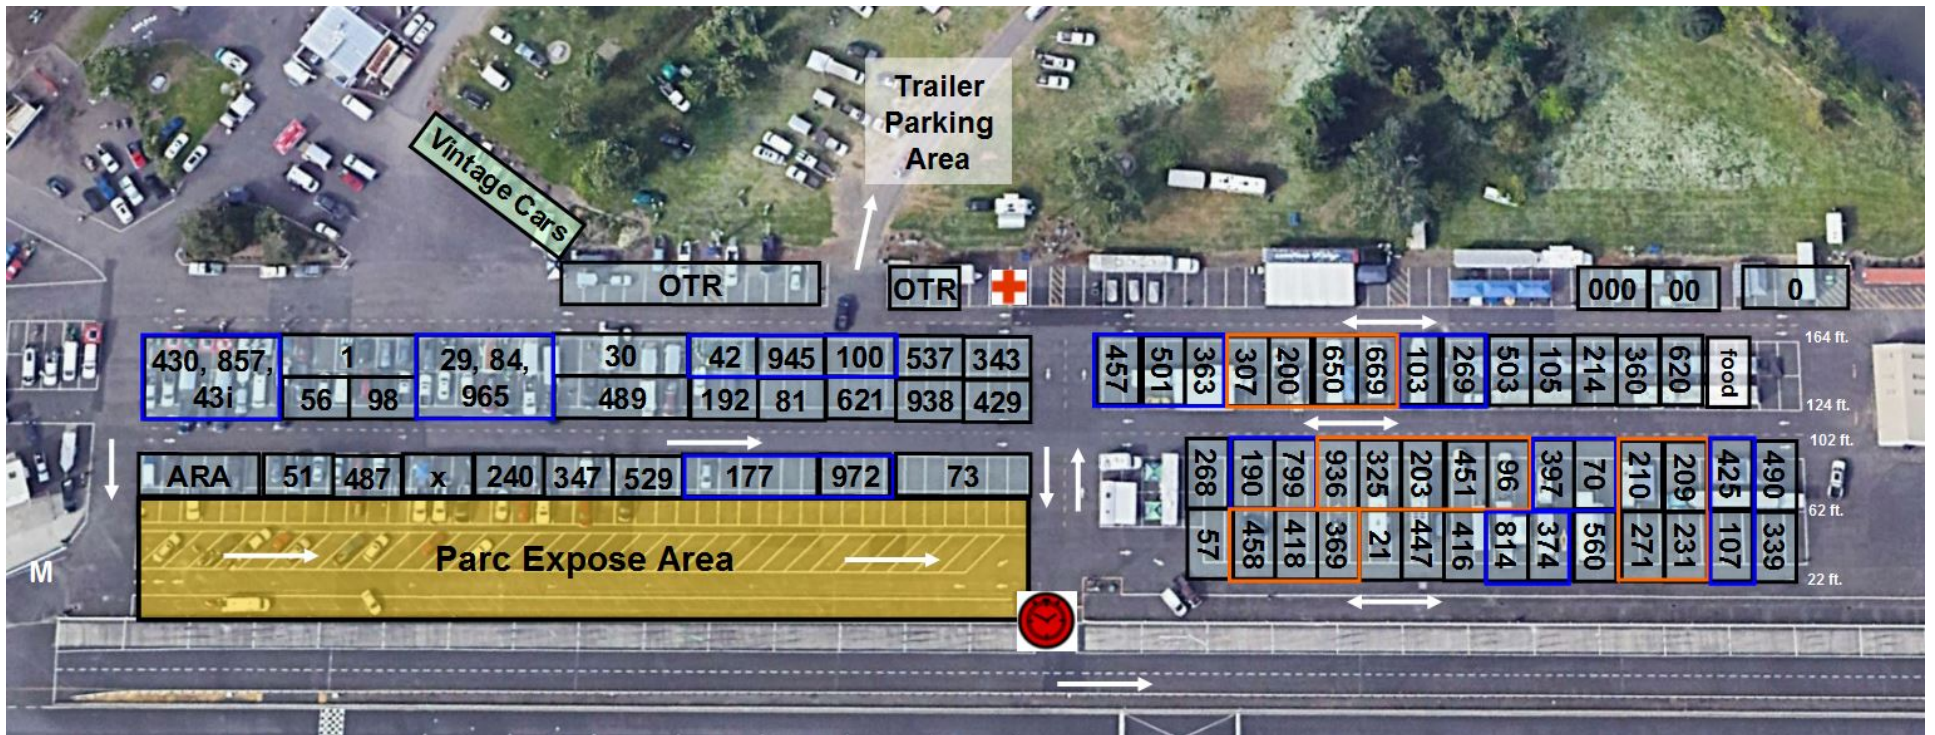 Trailer
Parking
Area
Vintage Cars
OTR
OTR
000 00 0
430, 857,
43i
1
56 98
29, 84,
965
30
489
42 945 100 537 343
192 81 621 938 429
457 501 363 307 200 650 669 103 269 503 105 214 360 620 food
164 ft.
124 ft.
102 ft.
ARA 51 487 x 240 347 529 177 972 73
268 190 799 936 325 203 451 96 397 70 210 209 425 490
62 ft.
57 458 418 369 21 447 416 814 374 560 271 231 107 339
22 ft.
Parc Expose Area
M